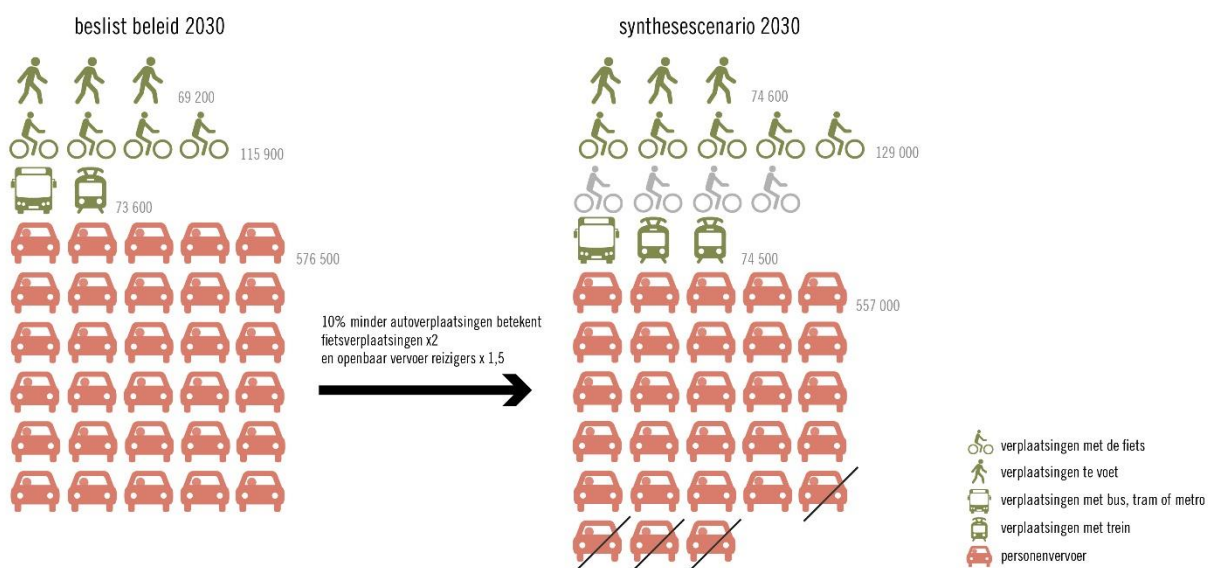 beslist beleid 2030
69 200
115 900
73 600
576 500
10% minder autoverplaatsingen betekent
fietsverplaatsingen x2
en openbaar vervoer reizigers x 1,5
synthesescenario 2030
74 600
129 000
74 500
557 000
verplaatsingen met de fiets
verplaatsingen te voet
verplaatsingen met bus, tram of metro
verplaatsingen met trein
personenvervoer